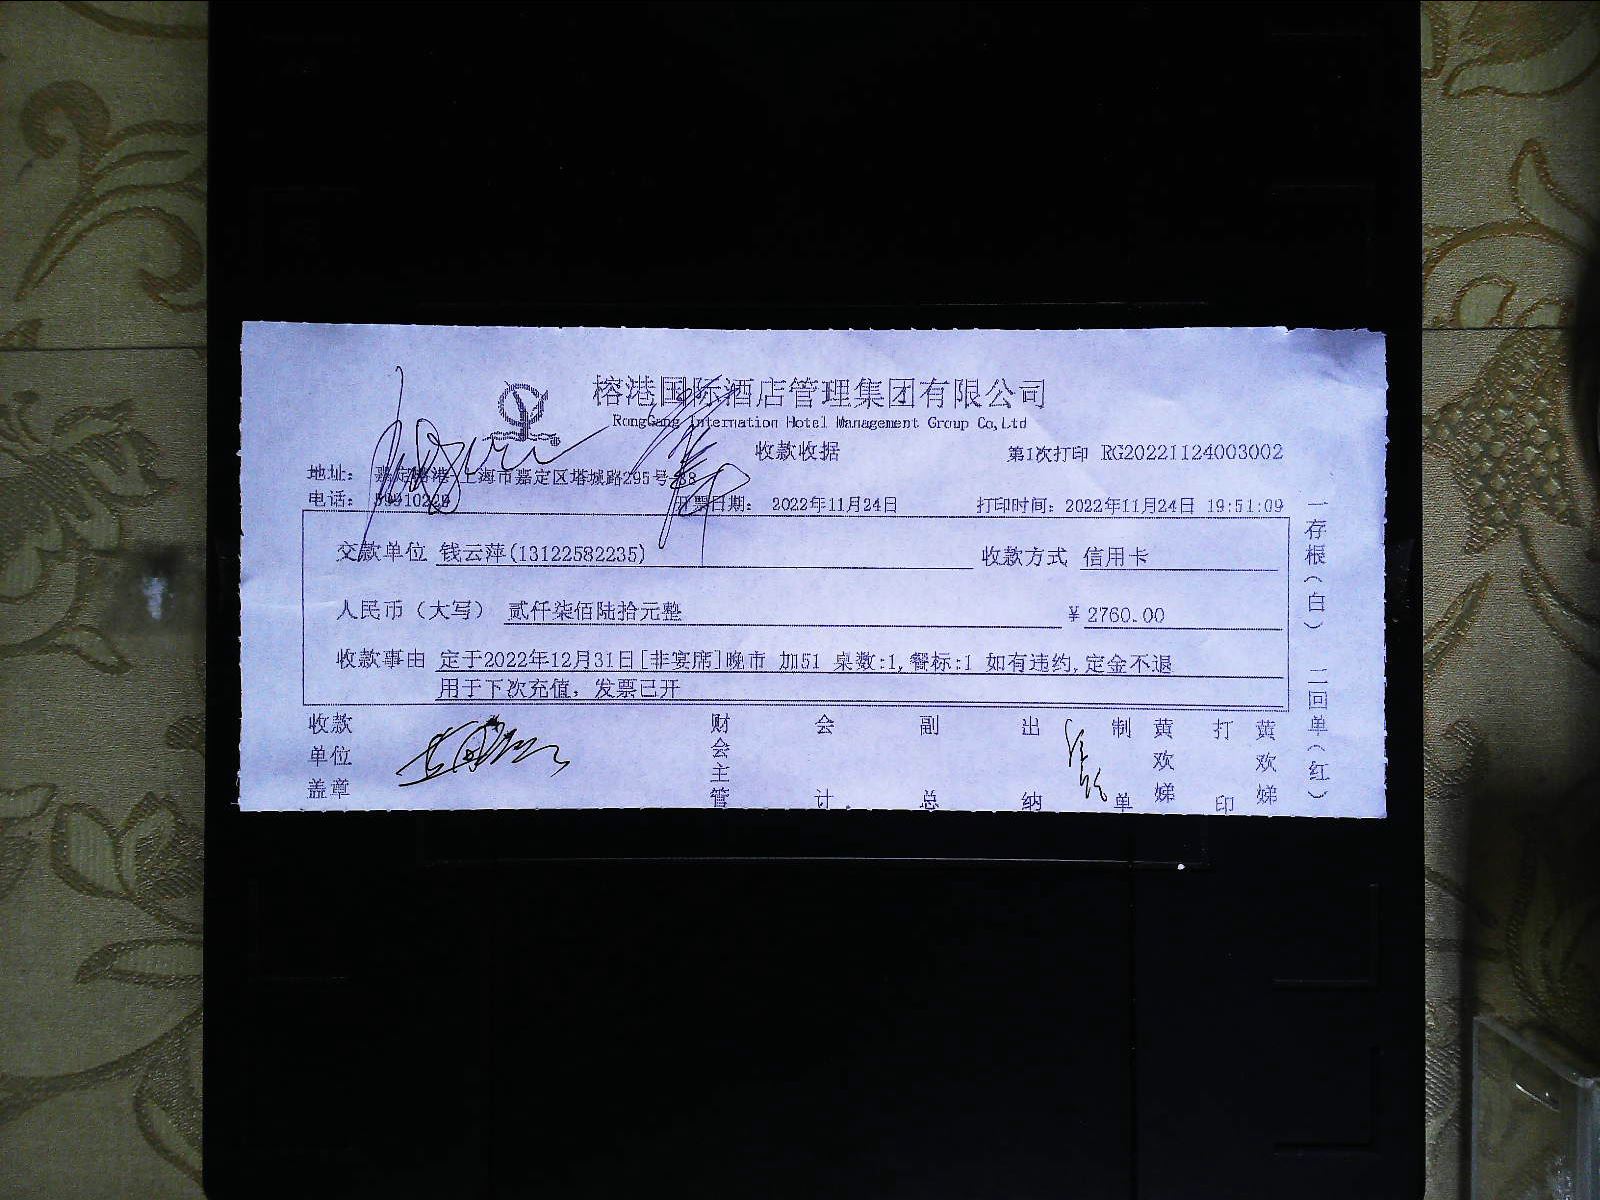 榕港国际酒店管理集团有限公司
RongGang Internation Hotel Management Group Co,Ltd
收款收据
第1次打印 RG20221124003002
地址: 嘉定榕港-上海市嘉定区塔城路295号-38
电话: 59910229
开票日期: 2022年11月24日
打印时间: 2022年11月24日 19:51:09
交款单位 钱云萍(13122582235)
收款方式 信用卡
人民币（大写） 贰仟柒佰陆拾元整
¥ 2760.00
收款事由 定于2022年12月31日[非宴席]晚市 加51 桌数:1,餐标:1 如有违约,定金不退
用于下次充值，发票已开
收款单位盖章
财会主管
会计
副总
出纳
制单
黄欢娣
打印
黄欢娣
一存根（白） 二回单（红）